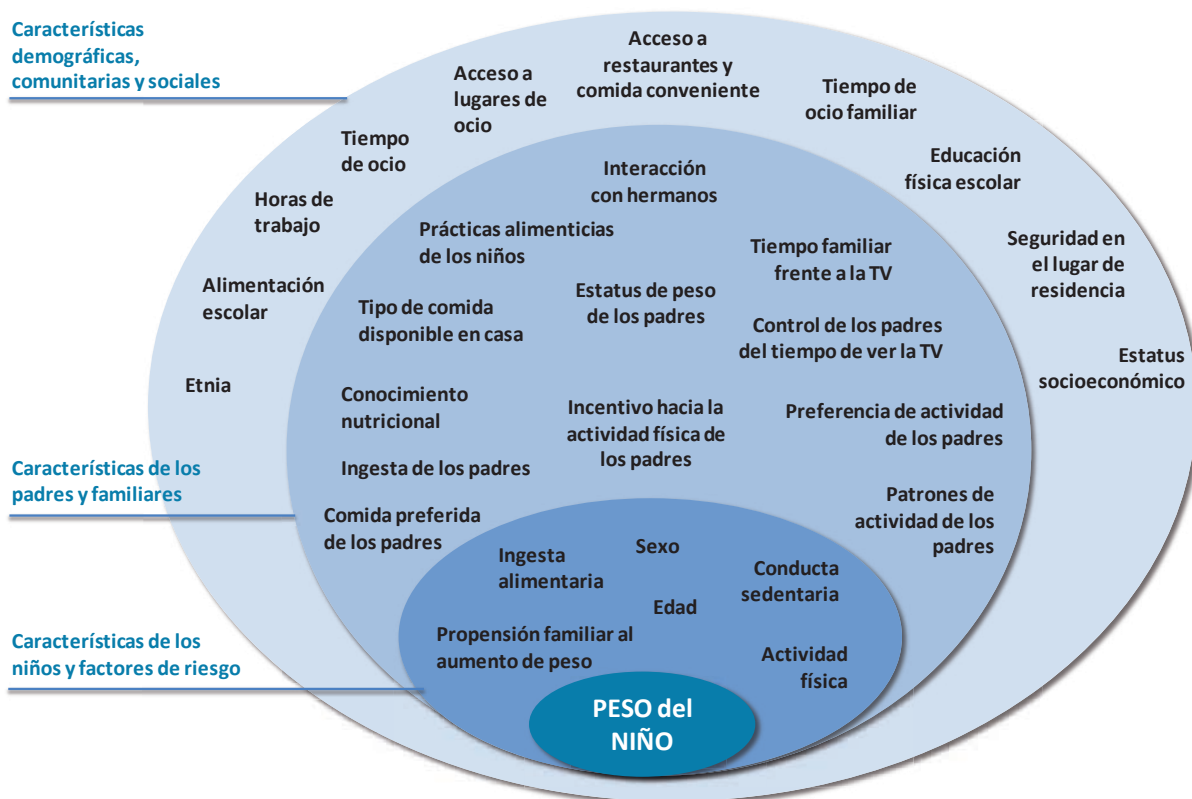 Características
demográficas,
comunitarias y sociales
Acceso a
restaurantes y
comida conveniente
Acceso a
lugares de
ocio
Tiempo de
ocio familiar
Tiempo
de ocio
Educación
física escolar
Horas de
trabajo
Seguridad en
el lugar de
residencia
Alimentación
escolar
Estatus
socioeconómico
Etnia
Interacción
con hermanos
Prácticas alimenticias
de los niños
Tiempo familiar
frente a la TV
Estatus de peso
de los padres
Tipo de comida
disponible en casa
Control de los padres
del tiempo de ver la TV
Conocimiento
nutricional
Incentivo hacia la
actividad física de
los padres
Preferencia de actividad
de los padres
Características de los
padres y familiares
Ingesta de los padres
Comida preferida
de los padres
Patrones de
actividad de los
padres
Ingesta
alimentaria
Sexo
Conducta
sedentaria
Edad
Características de los
niños y factores de riesgo
Propensión familiar al
aumento de peso
Actividad
física
PESO del
NIÑO